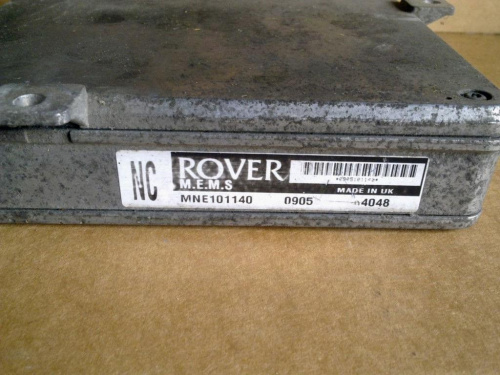 NC
ROVER
M.E.M.S
MADE IN UK
MNE101140 0905 4048